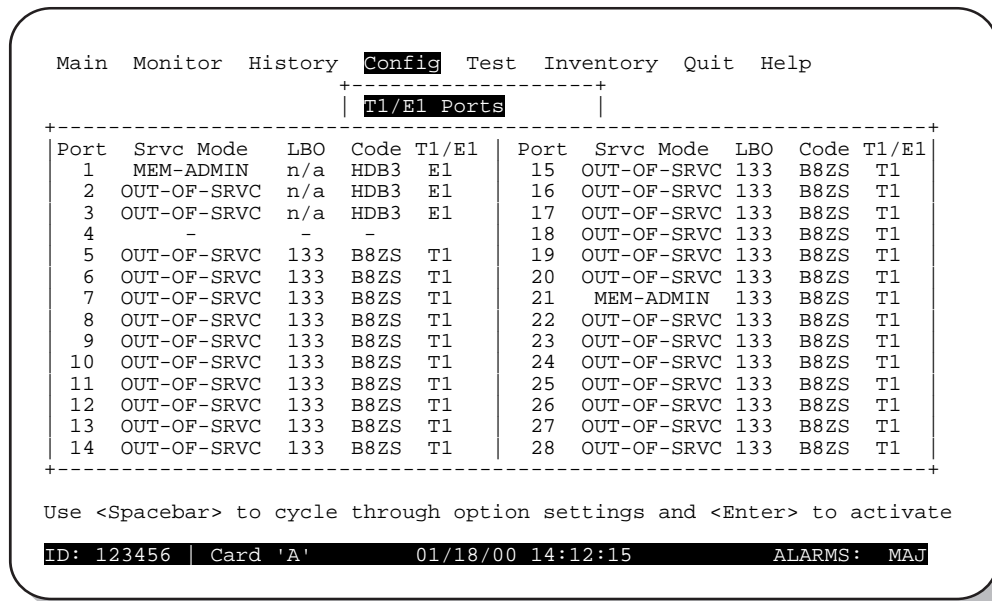 Main  Monitor  History  Config  Test  Inventory  Quit  Help
+-------------------+
| T1/E1 Ports       |
+-------------------------------------------------------------------+
|Port  Srvc Mode   LBO  Code T1/E1 | Port  Srvc Mode  LBO  Code T1/E1|
|  1    MEM-ADMIN   n/a  HDB3  E1   |  15  OUT-OF-SRVC 133  B8ZS  T1  |
|  2   OUT-OF-SRVC  n/a  HDB3  E1   |  16  OUT-OF-SRVC 133  B8ZS  T1  |
|  3   OUT-OF-SRVC  n/a  HDB3  E1   |  17  OUT-OF-SRVC 133  B8ZS  T1  |
|  4        -        -    -         |  18  OUT-OF-SRVC 133  B8ZS  T1  |
|  5   OUT-OF-SRVC  133  B8ZS  T1   |  19  OUT-OF-SRVC 133  B8ZS  T1  |
|  6   OUT-OF-SRVC  133  B8ZS  T1   |  20  OUT-OF-SRVC 133  B8ZS  T1  |
|  7   OUT-OF-SRVC  133  B8ZS  T1   |  21   MEM-ADMIN  133  B8ZS  T1  |
|  8   OUT-OF-SRVC  133  B8ZS  T1   |  22  OUT-OF-SRVC 133  B8ZS  T1  |
|  9   OUT-OF-SRVC  133  B8ZS  T1   |  23  OUT-OF-SRVC 133  B8ZS  T1  |
| 10   OUT-OF-SRVC  133  B8ZS  T1   |  24  OUT-OF-SRVC 133  B8ZS  T1  |
| 11   OUT-OF-SRVC  133  B8ZS  T1   |  25  OUT-OF-SRVC 133  B8ZS  T1  |
| 12   OUT-OF-SRVC  133  B8ZS  T1   |  26  OUT-OF-SRVC 133  B8ZS  T1  |
| 13   OUT-OF-SRVC  133  B8ZS  T1   |  27  OUT-OF-SRVC 133  B8ZS  T1  |
| 14   OUT-OF-SRVC  133  B8ZS  T1   |  28  OUT-OF-SRVC 133  B8ZS  T1  |
+-------------------------------------------------------------------+
Use <Spacebar> to cycle through option settings and <Enter> to activate
ID: 123456 | Card 'A'        01/18/00 14:12:15            ALARMS:  MAJ